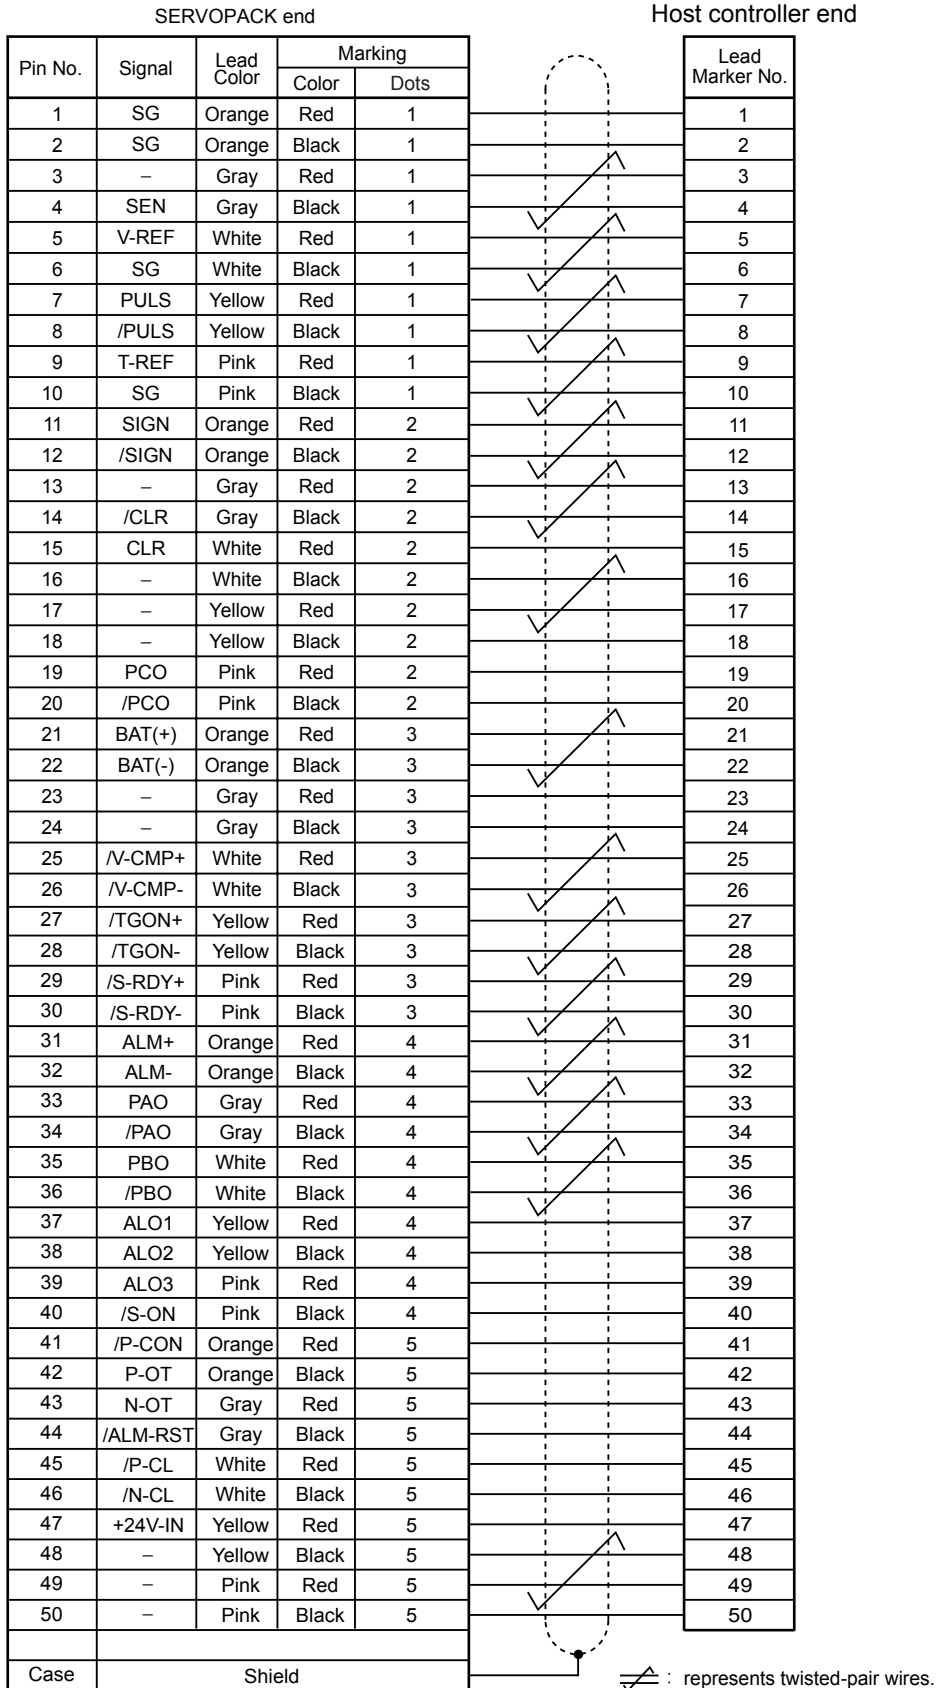 SERVOPACK end Host controller end
Pin No. Signal Lead Color Marking Lead Marker No.
Color Dots
1 SG Orange Red 1 1
2 SG Orange Black 1 2
3 – Gray Red 1 3
4 SEN Gray Black 1 4
5 V-REF White Red 1 5
6 SG White Black 1 6
7 PULS Yellow Red 1 7
8 /PULS Yellow Black 1 8
9 T-REF Pink Red 1 9
10 SG Pink Black 1 10
11 SIGN Orange Red 2 11
12 /SIGN Orange Black 2 12
13 – Gray Red 2 13
14 /CLR Gray Black 2 14
15 CLR White Red 2 15
16 – White Black 2 16
17 – Yellow Red 2 17
18 – Yellow Black 2 18
19 PCO Pink Red 2 19
20 /PCO Pink Black 2 20
21 BAT(+) Orange Red 3 21
22 BAT(-) Orange Black 3 22
23 – Gray Red 3 23
24 – Gray Black 3 24
25 /V-CMP+ White Red 3 25
26 /V-CMP- White Black 3 26
27 /TGON+ Yellow Red 3 27
28 /TGON- Yellow Black 3 28
29 /S-RDY+ Pink Red 3 29
30 /S-RDY- Pink Black 3 30
31 ALM+ Orange Red 4 31
32 ALM- Orange Black 4 32
33 PAO Gray Red 4 33
34 /PAO Gray Black 4 34
35 PBO White Red 4 35
36 /PBO White Black 4 36
37 ALO1 Yellow Red 4 37
38 ALO2 Yellow Black 4 38
39 ALO3 Pink Red 4 39
40 /S-ON Pink Black 4 40
41 /P-CON Orange Red 5 41
42 P-OT Orange Black 5 42
43 N-OT Gray Red 5 43
44 /ALM-RST Gray Black 5 44
45 /P-CL White Red 5 45
46 /N-CL White Black 5 46
47 +24V-IN Yellow Red 5 47
48 – Yellow Black 5 48
49 – Pink Red 5 49
50 – Pink Black 5 50
Case Shield
: represents twisted-pair wires.